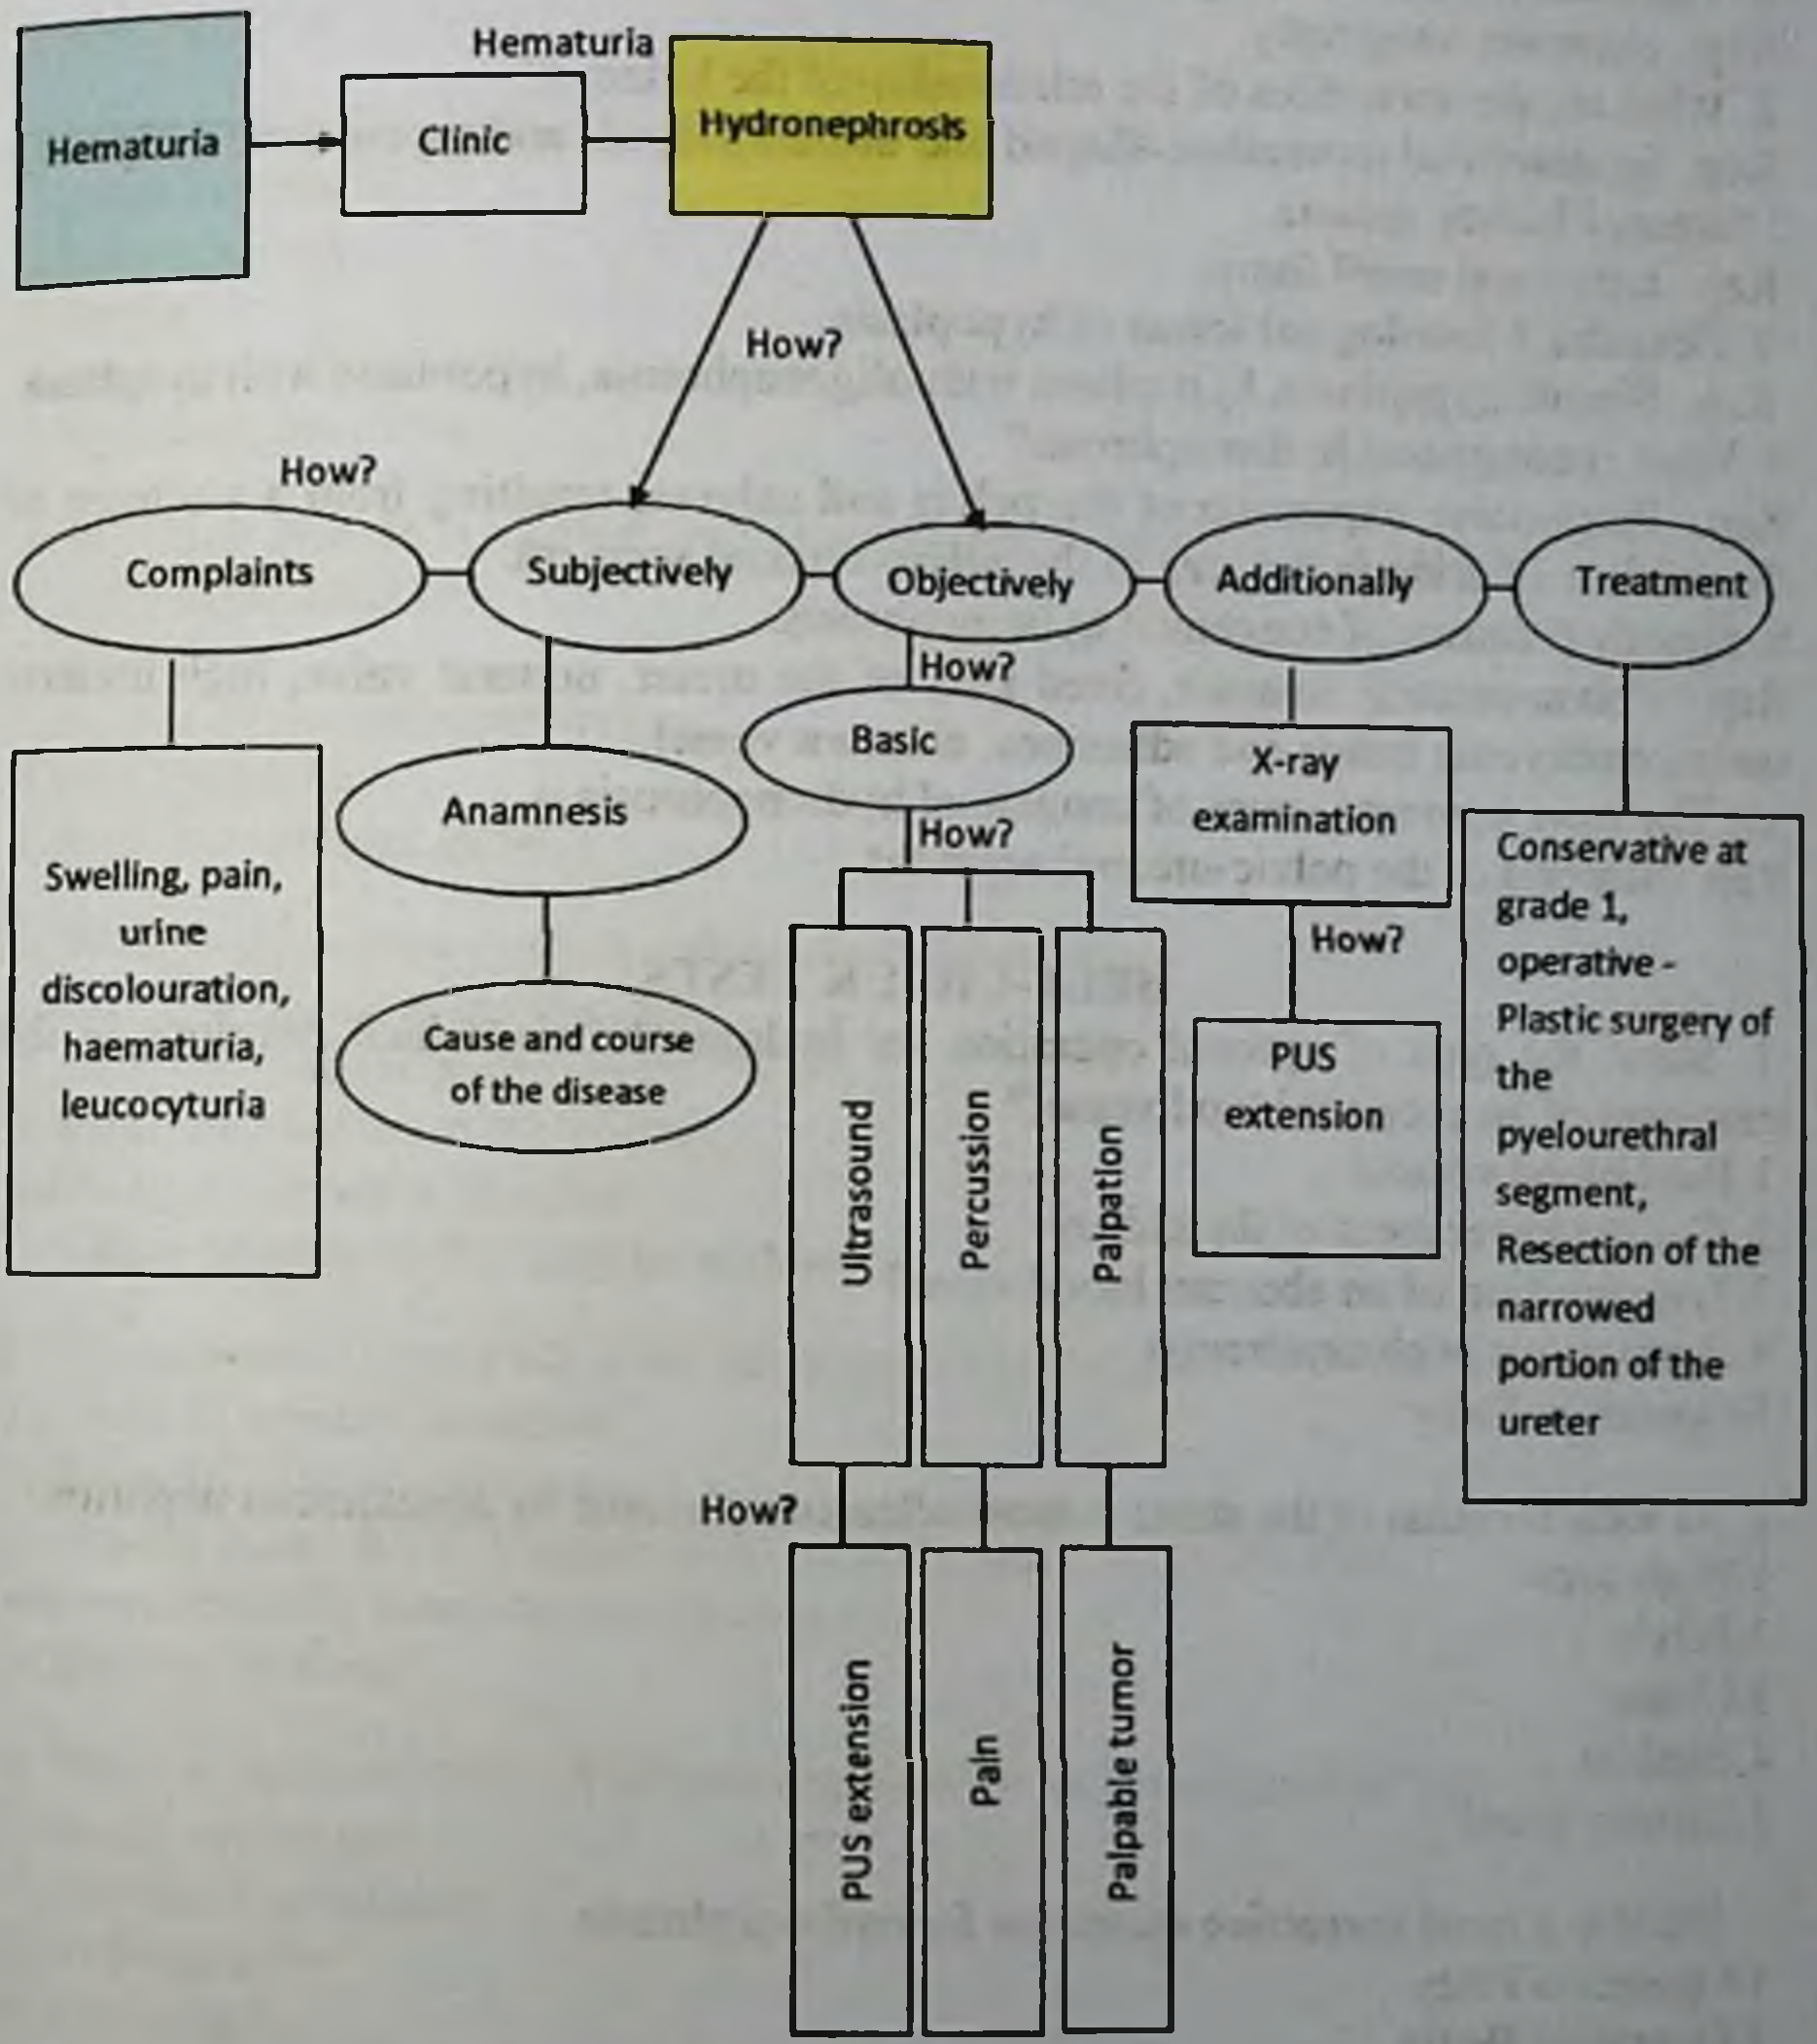 Hematuria
Hematuria
Clinic
Hydronephrosis
How?
How?
Complaints
Subjectively
Objectively
Additionally
Treatment
Swelling, pain,
urine
discolouration,
haematuria,
leucocyturia
Anamnesis
Cause and course
of the disease
How?
Basic
How?
Ultrasound
Percussion
Palpation
How?
PUS extension
Pain
Palpable tumor
X-ray
examination
How?
PUS
extension
Conservative at
grade 1,
operative -
Plastic surgery of
the
pyelourethral
segment,
Resection of the
narrowed
portion of the
ureter